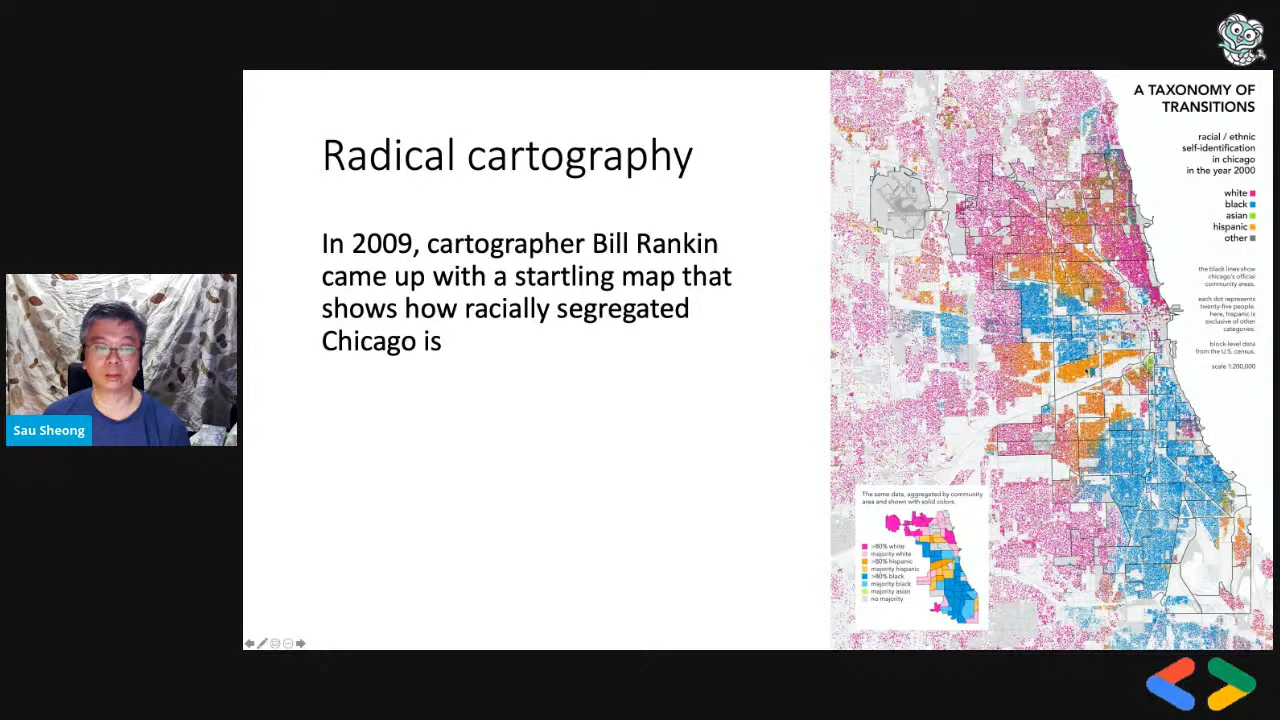 Radical cartography
In 2009, cartographer Bill Rankin
came up with a startling map that
shows how racially segregated
Chicago is
Sau Sheong
A TAXONOMY OF
TRANSITIONS
racial / ethnic
self-identification
in chicago
in the year 2000
white
black
asian
hispanic
other
the black lines show
chicago's official
community areas.
each dot represents
twenty-five people.
here, hispanic is
exclusive of other
categories.
block-level data
from the U.S. census.
scale 1:200,000
The same data, aggregated by community
area and shown with solid colors.
>80% white
majority white
>80% hispanic
majority hispanic
>80% black
majority black
majority asian
no majority